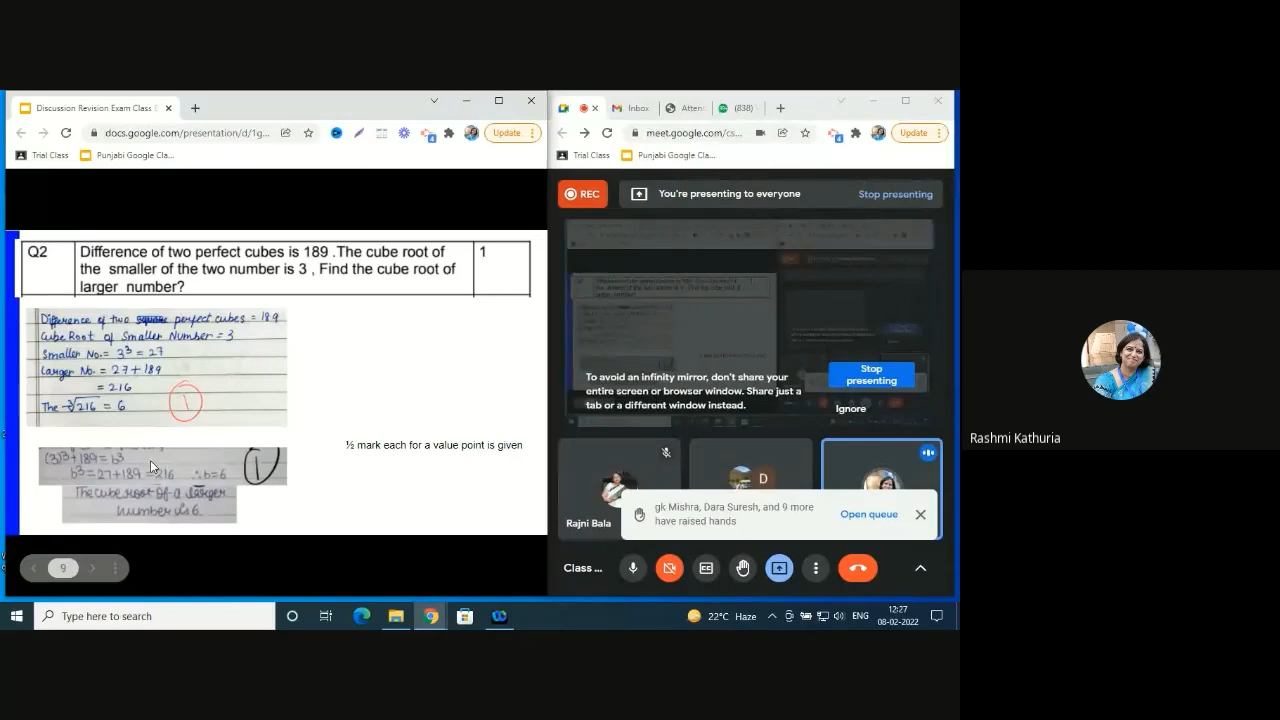 Discussion Revision Exam Class
docs.google.com/presentation/d/1g...
Update
Trial Class
Punjabi Google Cla...
Q2
Difference of two perfect cubes is 189 .The cube root of
the smaller of the two number is 3 , Find the cube root of
larger number?
1
Difference of two perfect cubes = 189
Cube Root of Smaller Number = 3
Smaller No. = 3³ = 27
Larger No. = 27 + 189
= 216
The ∛216 = 6
1
(3)³+189 = b³
b³ = 27+189 = 216 ∴ b=6
1
The cube root of a larger
number is 6.
½ mark each for a value point is given
9
Inbox
Atten
(838)
meet.google.com/cs...
Update
Trial Class
Punjabi Google Cla...
REC
You're presenting to everyone
Stop presenting
To avoid an infinity mirror, don't share your
entire screen or browser window. Share just a
tab or a different window instead.
Stop
presenting
Ignore
Rajni Bala
D
gk Mishra, Dara Suresh, and 9 more
have raised hands
Open queue
Class ...
Type here to search
22°C Haze
ENG
12:27
08-02-2022
Rashmi Kathuria